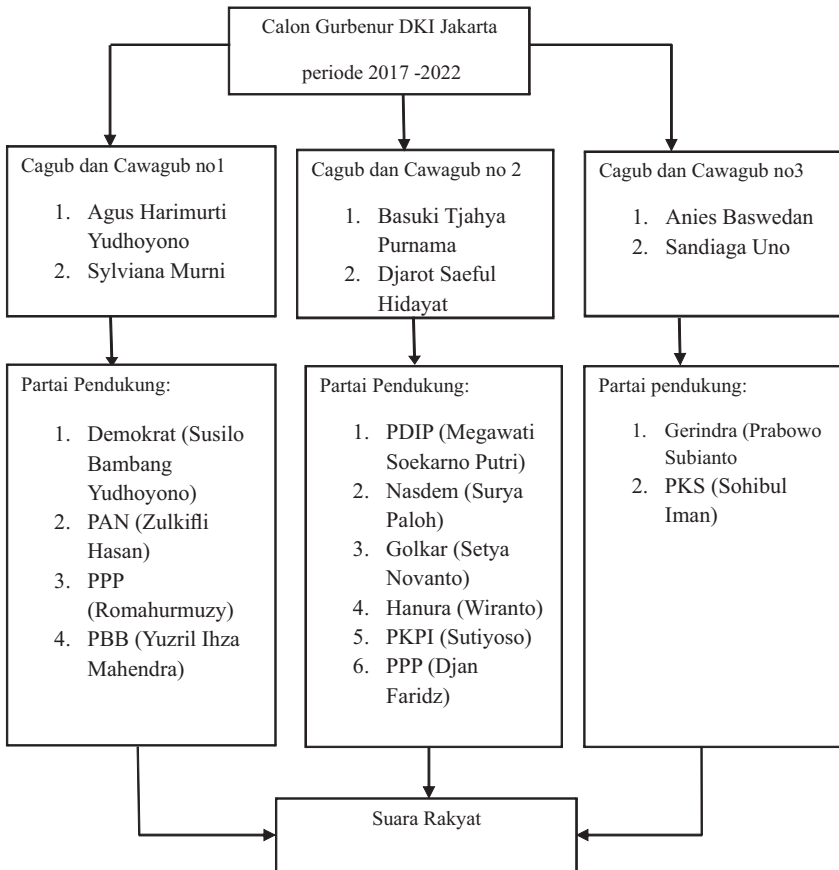 Calon Gurbenur DKI Jakarta
periode 2017 -2022
Cagub dan Cawagub no1
1. Agus Harimurti
Yudhoyono
2. Sylviana Murni
Cagub dan Cawagub no 2
1. Basuki Tjahya
Purnama
2. Djarot Saeful
Hidayat
Cagub dan Cawagub no3
1. Anies Baswedan
2. Sandiaga Uno
Partai Pendukung:
1. Demokrat (Susilo
Bambang
Yudhoyono)
2. PAN (Zulkifli
Hasan)
3. PPP
(Romahurmuzy)
4. PBB (Yuzril Ihza
Mahendra)
Partai Pendukung:
1. PDIP (Megawati
Soekarno Putri)
2. Nasdem (Surya
Paloh)
3. Golkar (Setya
Novanto)
4. Hanura (Wiranto)
5. PKPI (Sutiyoso)
6. PPP (Djan
Faridz)
Partai pendukung:
1. Gerindra (Prabowo
Subianto
2. PKS (Sohibul
Iman)
Suara Rakyat